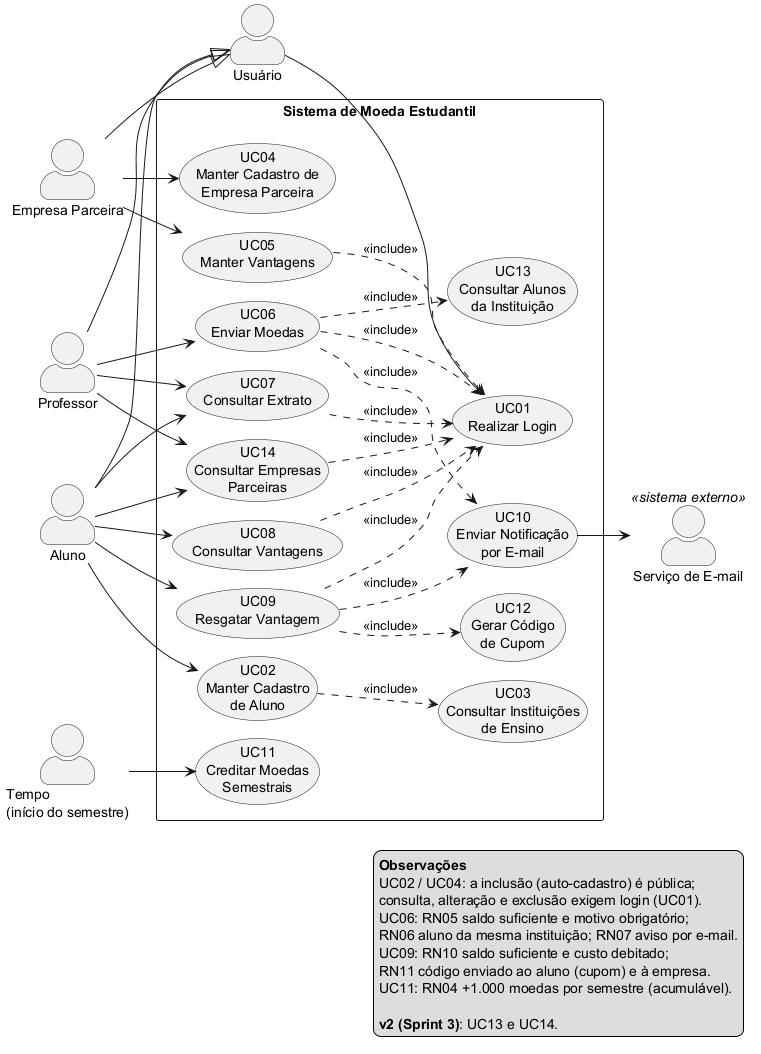 Usuário
Sistema de Moeda Estudantil
UC04
Manter Cadastro de
Empresa Parceira
Empresa Parceira
UC05
Manter Vantagens
«include»
UC13
Consultar Alunos
da Instituição
«include»
UC06
Enviar Moedas
«include»
«include»
Professor
UC07
Consultar Extrato
«include»
UC01
Realizar Login
UC14
Consultar Empresas
Parceiras
«include»
«include»
Aluno
UC08
Consultar Vantagens
«include»
UC10
Enviar Notificação
por E-mail
«sistema externo»
Serviço de E-mail
UC09
Resgatar Vantagem
«include»
«include»
UC12
Gerar Código
de Cupom
UC02
Manter Cadastro
de Aluno
«include»
UC03
Consultar Instituições
de Ensino
Tempo
(início do semestre)
UC11
Creditar Moedas
Semestrais
Observações
UC02 / UC04: a inclusão (auto-cadastro) é pública;
consulta, alteração e exclusão exigem login (UC01).
UC06: RN05 saldo suficiente e motivo obrigatório;
RN06 aluno da mesma instituição; RN07 aviso por e-mail.
UC09: RN10 saldo suficiente e custo debitado;
RN11 código enviado ao aluno (cupom) e à empresa.
UC11: RN04 +1.000 moedas por semestre (acumulável).
v2 (Sprint 3): UC13 e UC14.